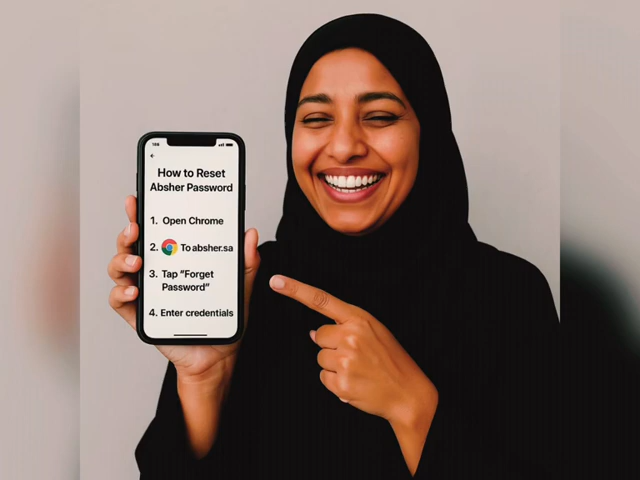 How to Reset
Absher Password
1. Open Chrome
2. To absher.sa
3. Tap “Forget
Password”
4. Enter credentials